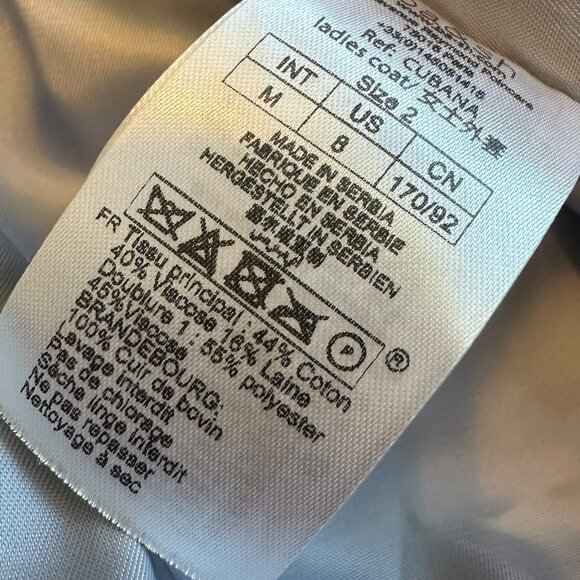 75016 Paris
Ref. CUBANA
ladies coat/ 女士外套
Size 2
INT US CN
M 8 170/92
MADE IN SERBIA
FABRIQUE EN SERBIE
HECHO EN SERBIA
HERGESTELLT IN SERBIEN
P ®
FR Tissu principal : 44% Coton
40% Viscose 16% Laine
Doublure 1 : 55% polyester
45%Viscose
BRANDEBOURG:
100% Cuir de bovin
Lavage interdit
Pas de chlorage
Sèche linge interdit
Ne pas repasser
Nettoyage à sec